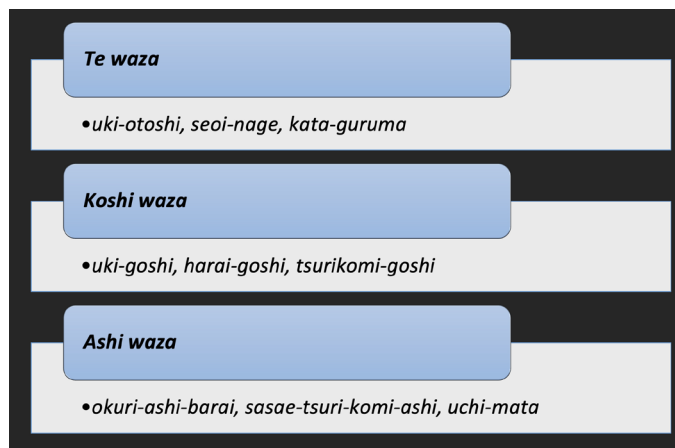 Te waza
•uki-otoshi, seoi-nage, kata-guruma
Koshi waza
•uki-goshi, harai-goshi, tsurikomi-goshi
Ashi waza
•okuri-ashi-barai, sasae-tsuri-komi-ashi, uchi-mata